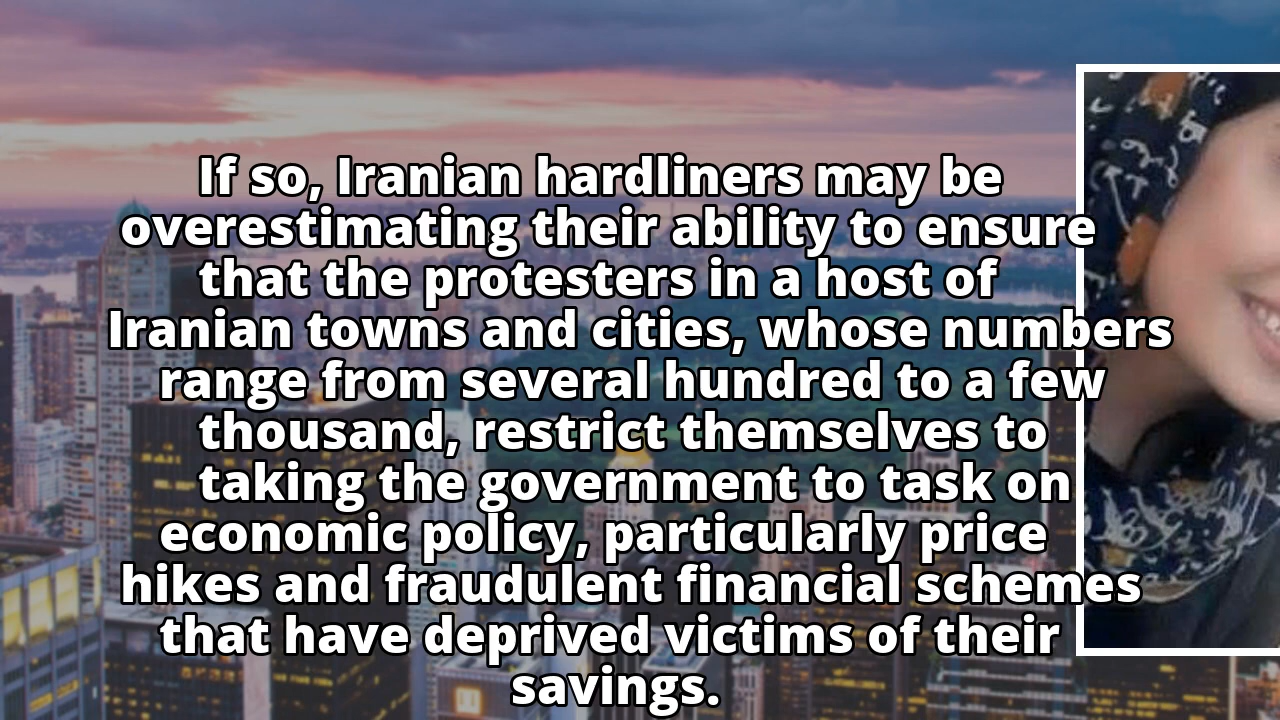 If so, Iranian hardliners may be
overestimating their ability to ensure
that the protesters in a host of
Iranian towns and cities, whose numbers
range from several hundred to a few
thousand, restrict themselves to
taking the government to task on
economic policy, particularly price
hikes and fraudulent financial schemes
that have deprived victims of their
savings.